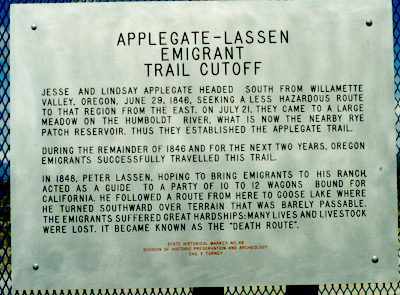 APPLEGATE-LASSEN
EMIGRANT
TRAIL CUTOFF
JESSE AND LINDSAY APPLEGATE HEADED SOUTH FROM WILLAMETTE
VALLEY, OREGON, JUNE 29, 1846, SEEKING A LESS HAZARDOUS ROUTE
TO THAT REGION FROM THE EAST. ON JULY 21, THEY CAME TO A LARGE
MEADOW ON THE HUMBOLDT RIVER, WHAT IS NOW THE NEARBY RYE
PATCH RESERVOIR. THUS THEY ESTABLISHED THE APPLEGATE TRAIL.
DURING THE REMAINDER OF 1846 AND FOR THE NEXT TWO YEARS, OREGON
EMIGRANTS SUCCESSFULLY TRAVELLED THIS TRAIL.
IN 1848, PETER LASSEN, HOPING TO BRING EMIGRANTS TO HIS RANCH,
ACTED AS A GUIDE TO A PARTY OF 10 TO 12 WAGONS BOUND FOR
CALIFORNIA. HE FOLLOWED A ROUTE FROM HERE TO GOOSE LAKE WHERE
HE TURNED SOUTHWARD OVER TERRAIN THAT WAS BARELY PASSABLE.
THE EMIGRANTS SUFFERED GREAT HARDSHIPS: MANY LIVES AND LIVESTOCK
WERE LOST. IT BECAME KNOWN AS THE "DEATH ROUTE".
STATE HISTORICAL MARKER NO. 49
DIVISION OF HISTORIC PRESERVATION AND ARCHEOLOGY
GAIL K TURNEY